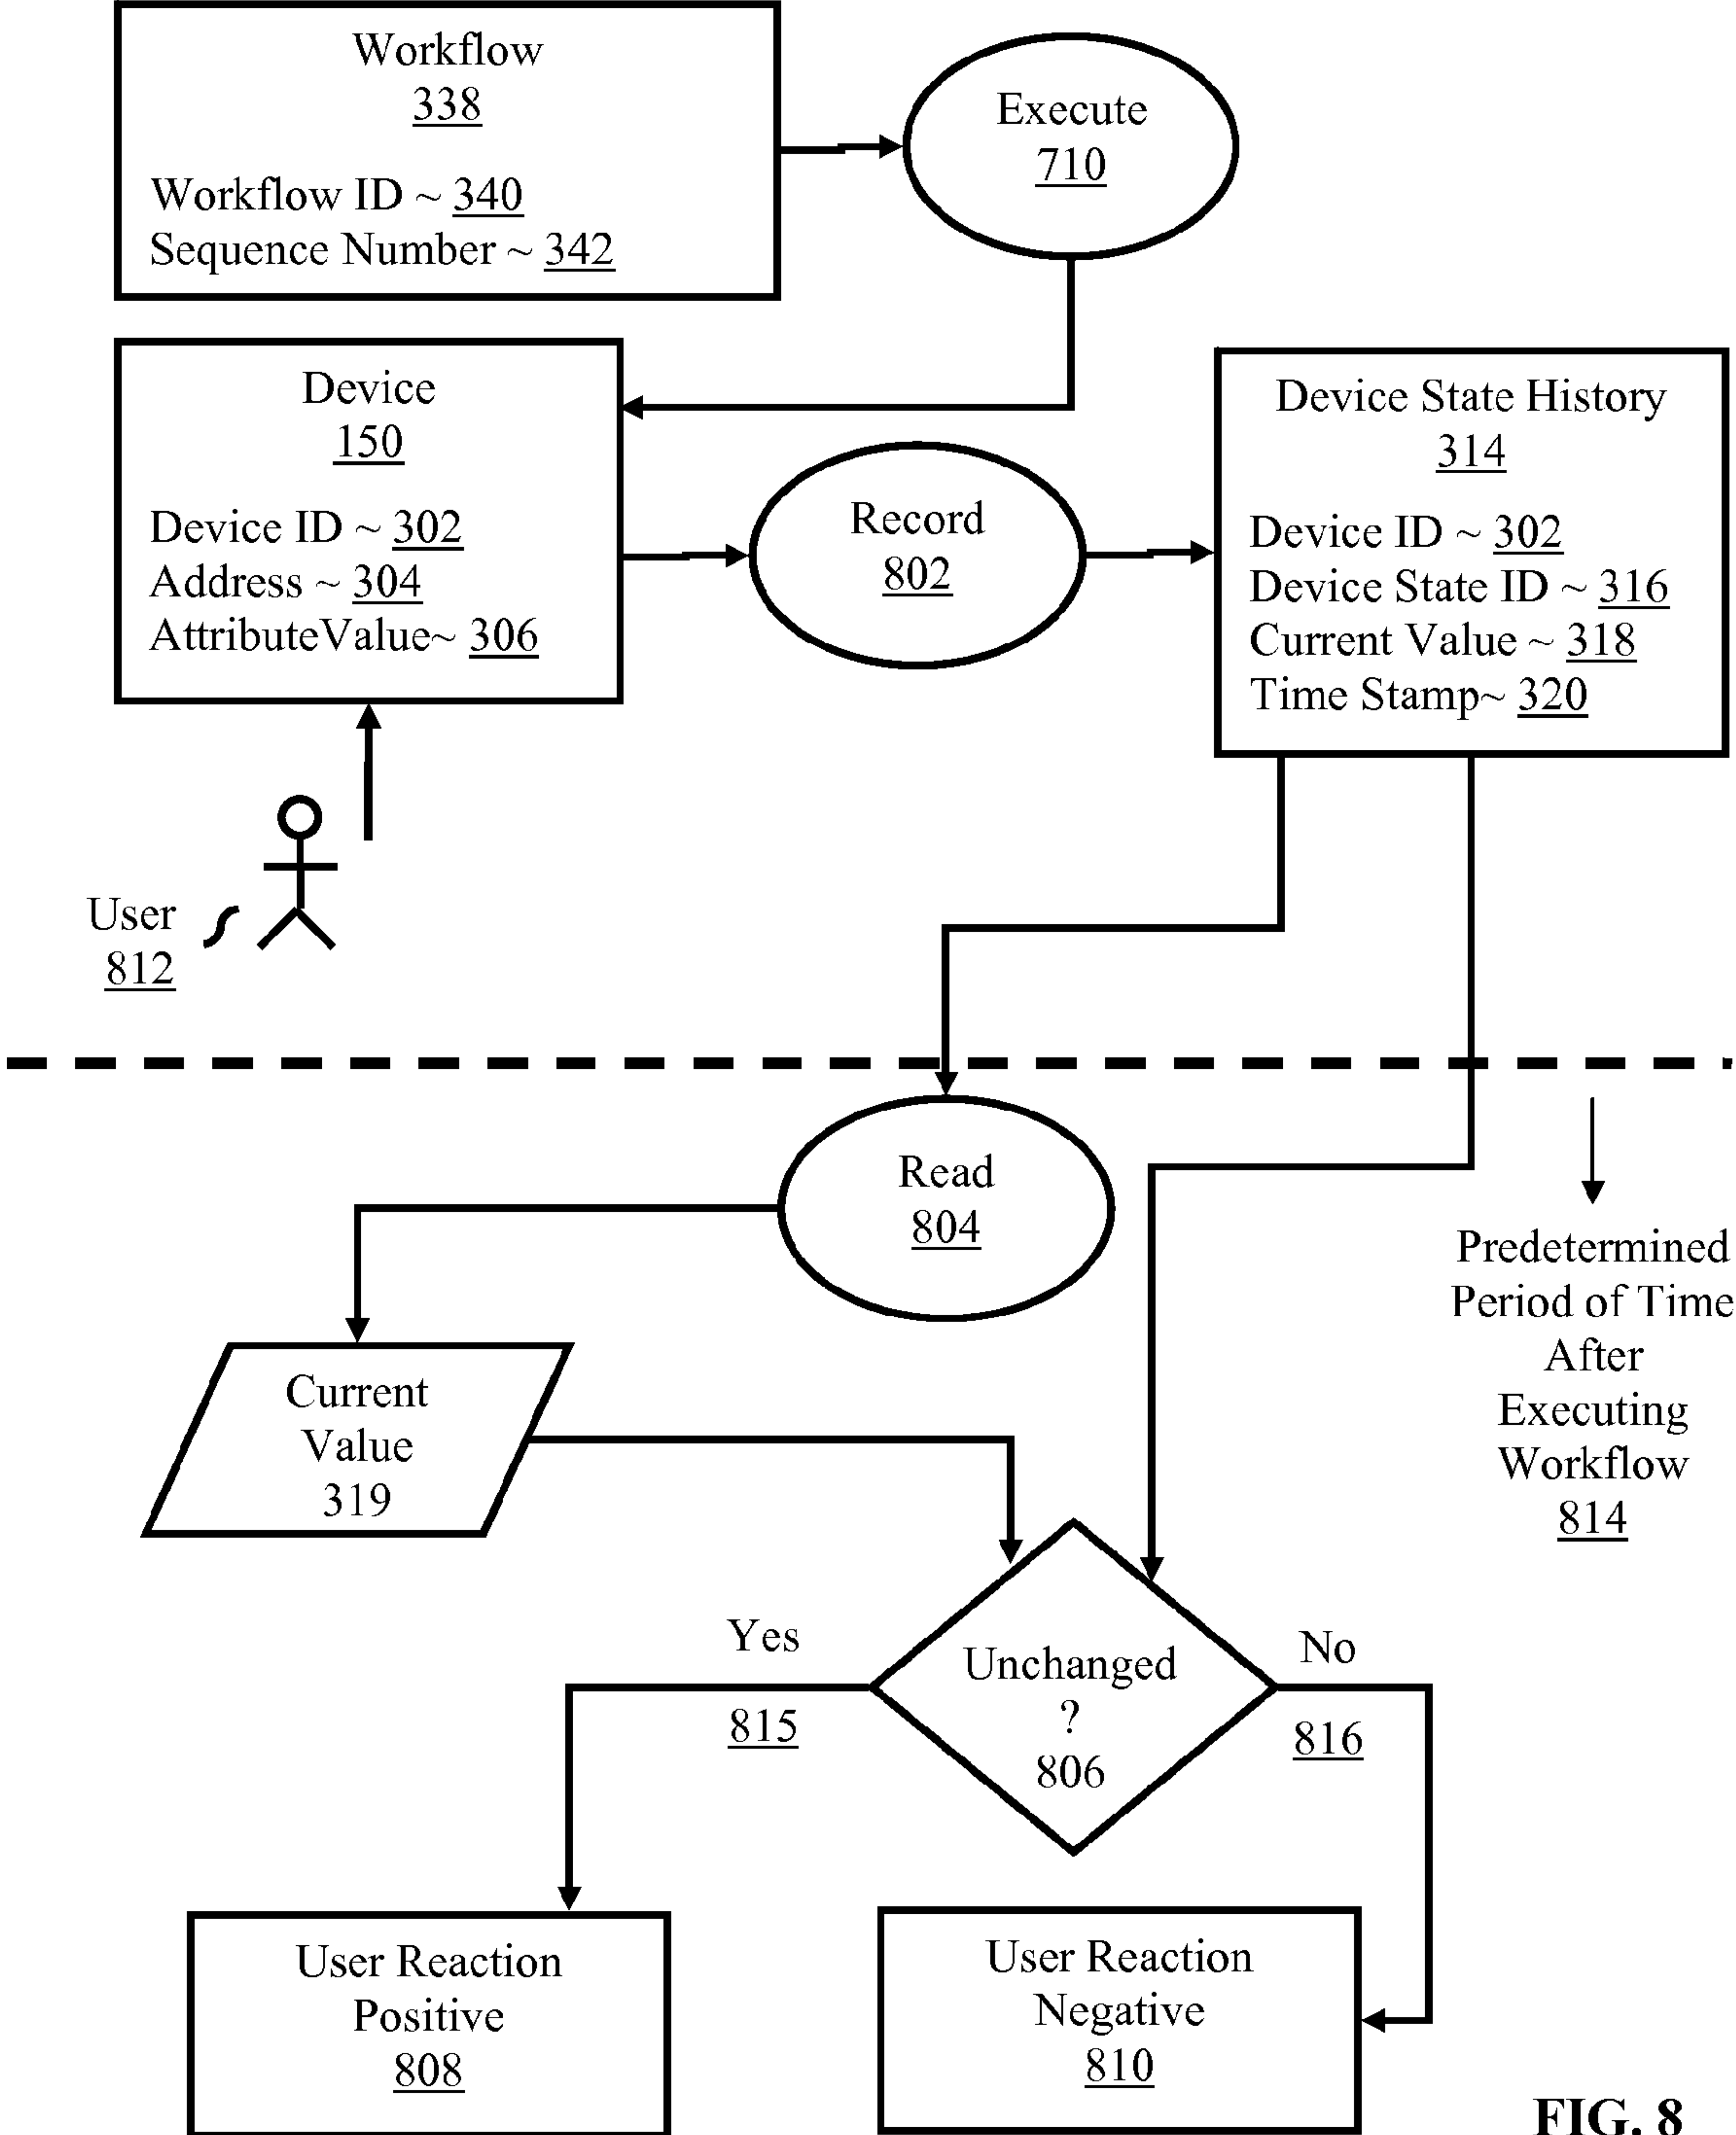 Workflow
338
Workflow ID ~ 340
Sequence Number ~ 342
Execute
710
Device
150
Device ID ~ 302
Address ~ 304
AttributeValue~ 306
Record
802
Device State History
314
Device ID ~ 302
Device State ID ~ 316
Current Value ~ 318
Time Stamp~ 320
User
812
Read
804
Predetermined
Period of Time
After
Executing
Workflow
814
Current
Value
319
Yes
815
Unchanged
?
806
No
816
User Reaction
Positive
808
User Reaction
Negative
810
FIG. 8